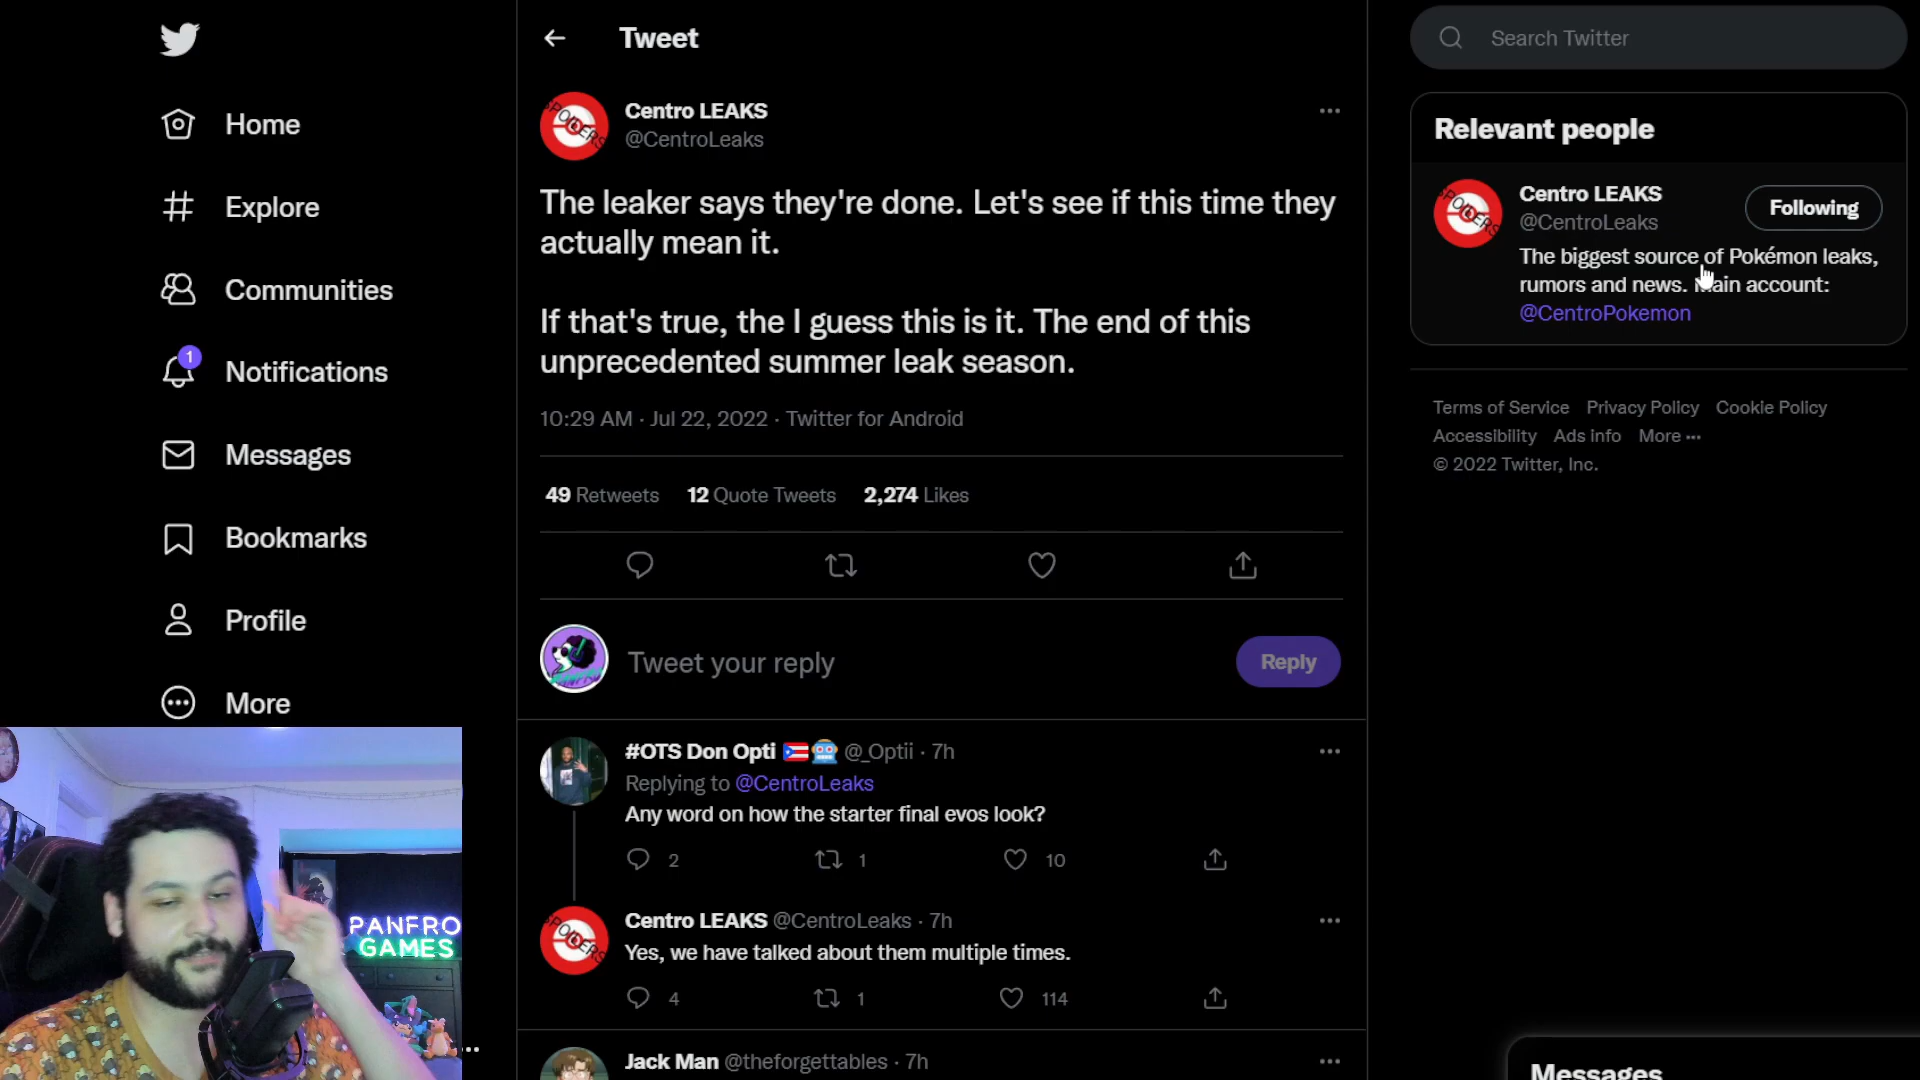 Home
Explore
Communities
1
Notifications
Messages
Bookmarks
Profile
More
PANFRO
GAMES
Tweet
SPOILERS
Centro LEAKS
@CentroLeaks
The leaker says they're done. Let's see if this time they
actually mean it.
If that's true, the I guess this is it. The end of this
unprecedented summer leak season.
10:29 AM · Jul 22, 2022 · Twitter for Android
49 Retweets 12 Quote Tweets 2,274 Likes
Tweet your reply
Reply
#OTS Don Opti @_Optii · 7h
Replying to @CentroLeaks
Any word on how the starter final evos look?
2 1 10
SPOILERS
Centro LEAKS @CentroLeaks · 7h
Yes, we have talked about them multiple times.
4 1 114
Jack Man @theforgettables · 7h
Search Twitter
Relevant people
SPOILERS
Centro LEAKS
@CentroLeaks
Following
The biggest source of Pokémon leaks,
rumors and news. Main account:
@CentroPokemon
Terms of Service Privacy Policy Cookie Policy
Accessibility Ads info More ···
© 2022 Twitter, Inc.
Messages